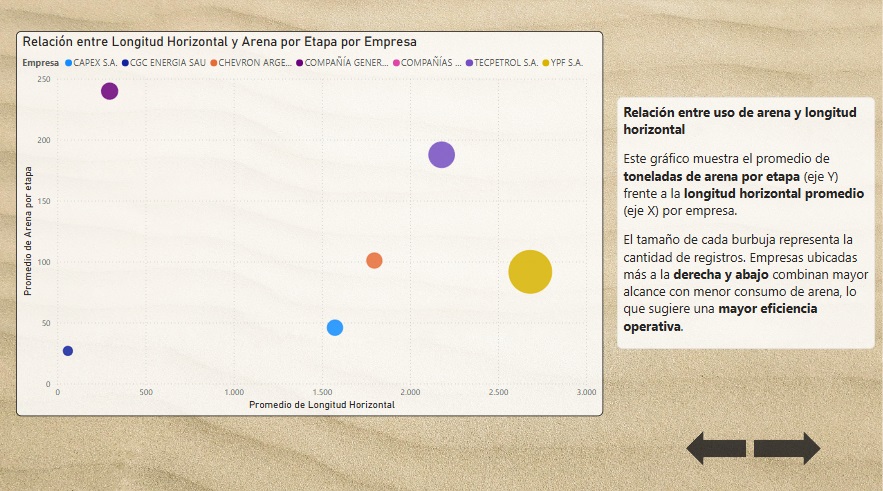 Relación entre Longitud Horizontal y Arena por Etapa por Empresa
Empresa CAPEX S.A. CGC ENERGIA SAU CHEVRON ARGE... COMPAÑÍA GENER... COMPAÑÍAS ... TECPETROL S.A. YPF S.A.
250
200
150
100
50
0
Promedio de Arena por etapa
0 500 1.000 1.500 2.000 2.500 3.000
Promedio de Longitud Horizontal
Relación entre uso de arena y longitud
horizontal
Este gráfico muestra el promedio de
toneladas de arena por etapa (eje Y)
frente a la longitud horizontal promedio
(eje X) por empresa.
El tamaño de cada burbuja representa la
cantidad de registros. Empresas ubicadas
más a la derecha y abajo combinan mayor
alcance con menor consumo de arena, lo
que sugiere una mayor eficiencia
operativa.